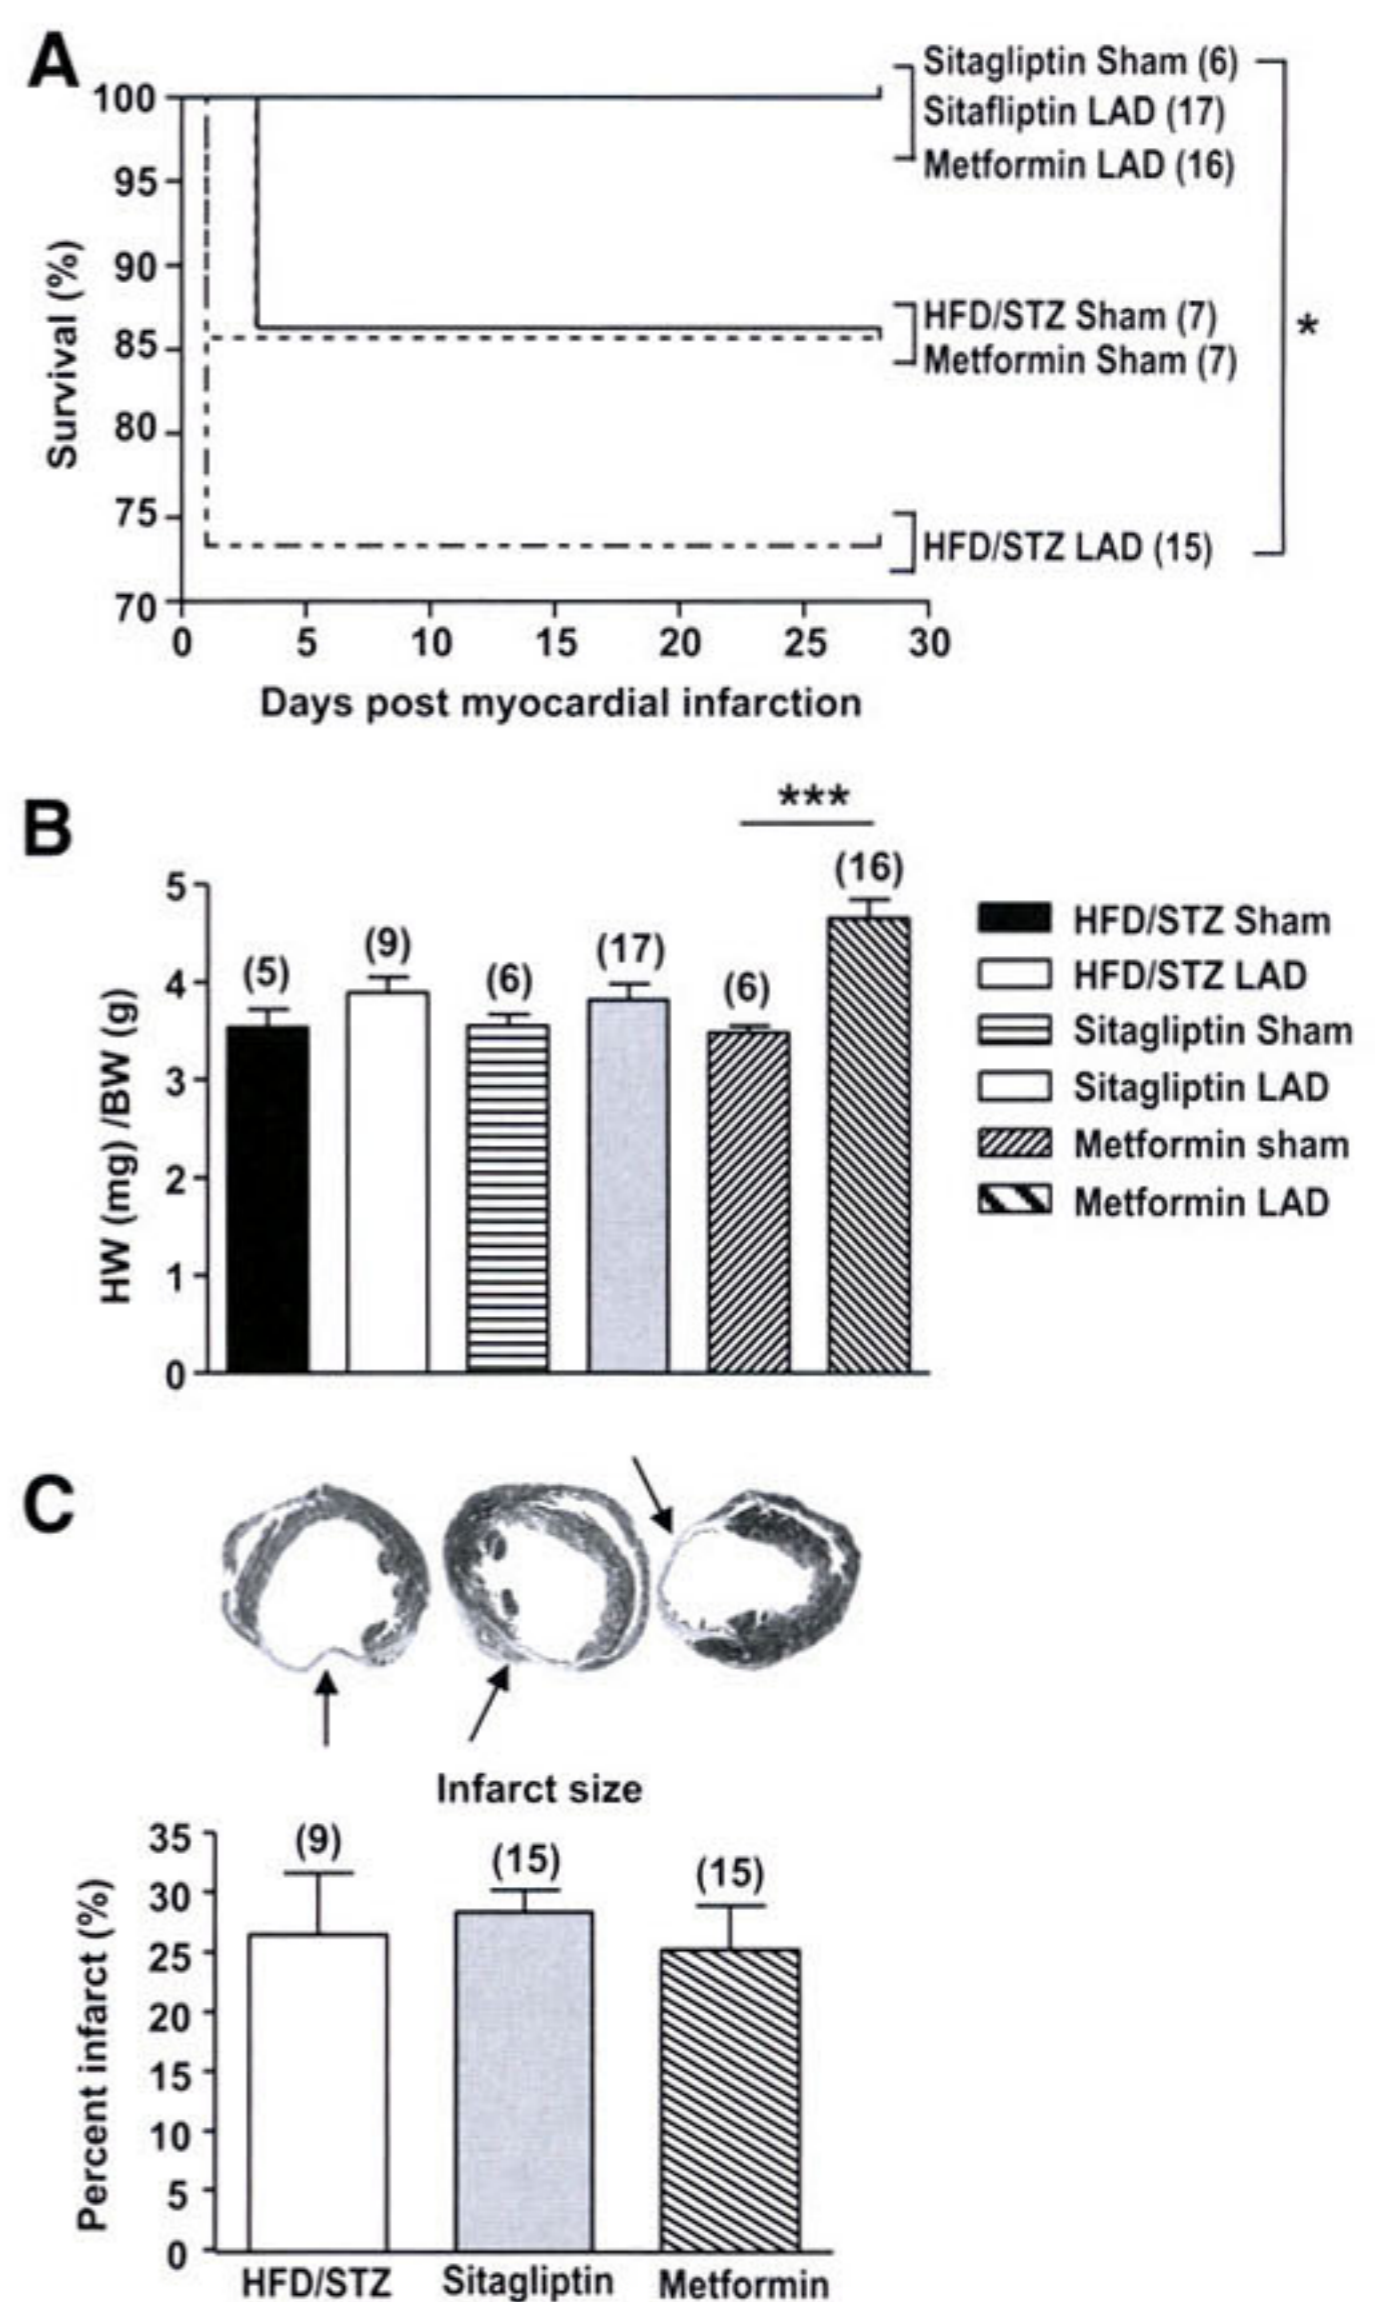 A
Survival (%)
100
95
90
85
80
75
70
0 5 10 15 20 25 30
Days post myocardial infarction
Sitagliptin Sham (6)
Sitafliptin LAD (17)
Metformin LAD (16)
HFD/STZ Sham (7)
Metformin Sham (7)
HFD/STZ LAD (15)
*
B
HW (mg) /BW (g)
5
4
3
2
1
0
(5)
(9)
(6)
(17)
(6)
(16)
***
HFD/STZ Sham
HFD/STZ LAD
Sitagliptin Sham
Sitagliptin LAD
Metformin sham
Metformin LAD
C
Infarct size
Percent infarct (%)
35
30
25
20
15
10
5
0
(9)
(15)
(15)
HFD/STZ Sitagliptin Metformin